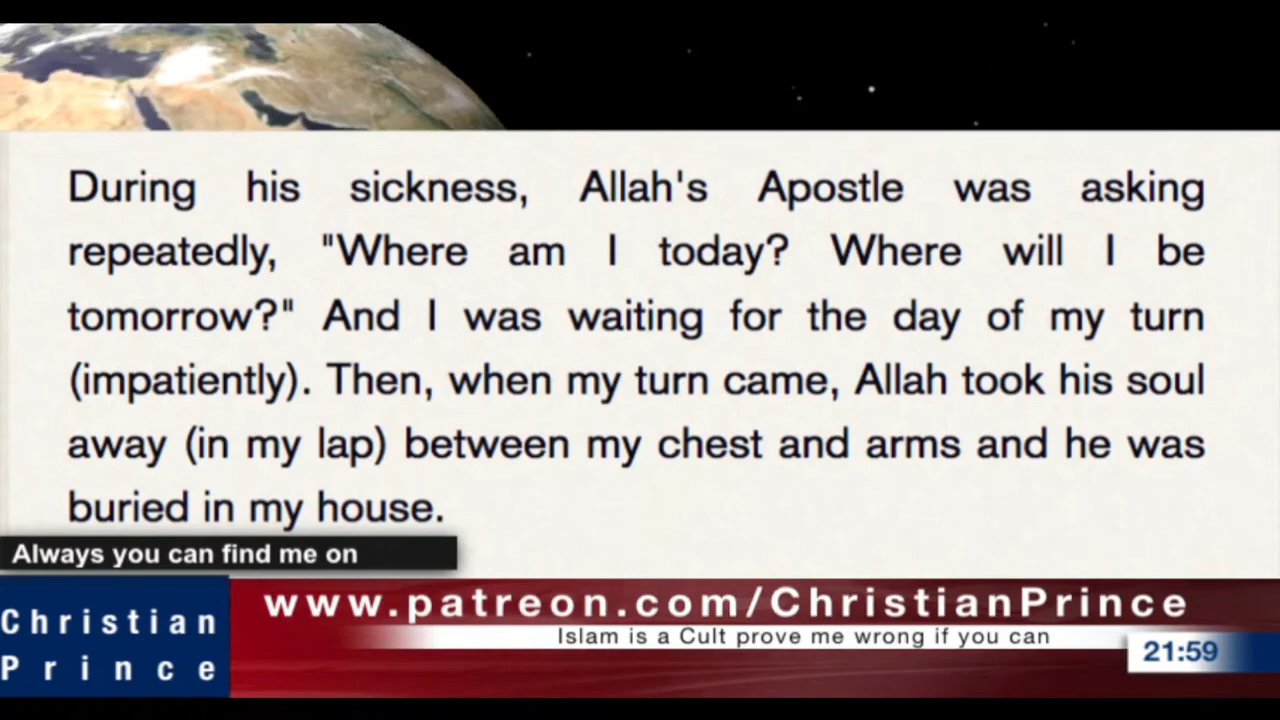 During his sickness, Allah's Apostle was asking
repeatedly, "Where am I today? Where will I be
tomorrow?" And I was waiting for the day of my turn
(impatiently). Then, when my turn came, Allah took his soul
away (in my lap) between my chest and arms and he was
buried in my house.
Always you can find me on
Christian
Prince
www.patreon.com/ChristianPrince
Islam is a Cult prove me wrong if you can
21:59